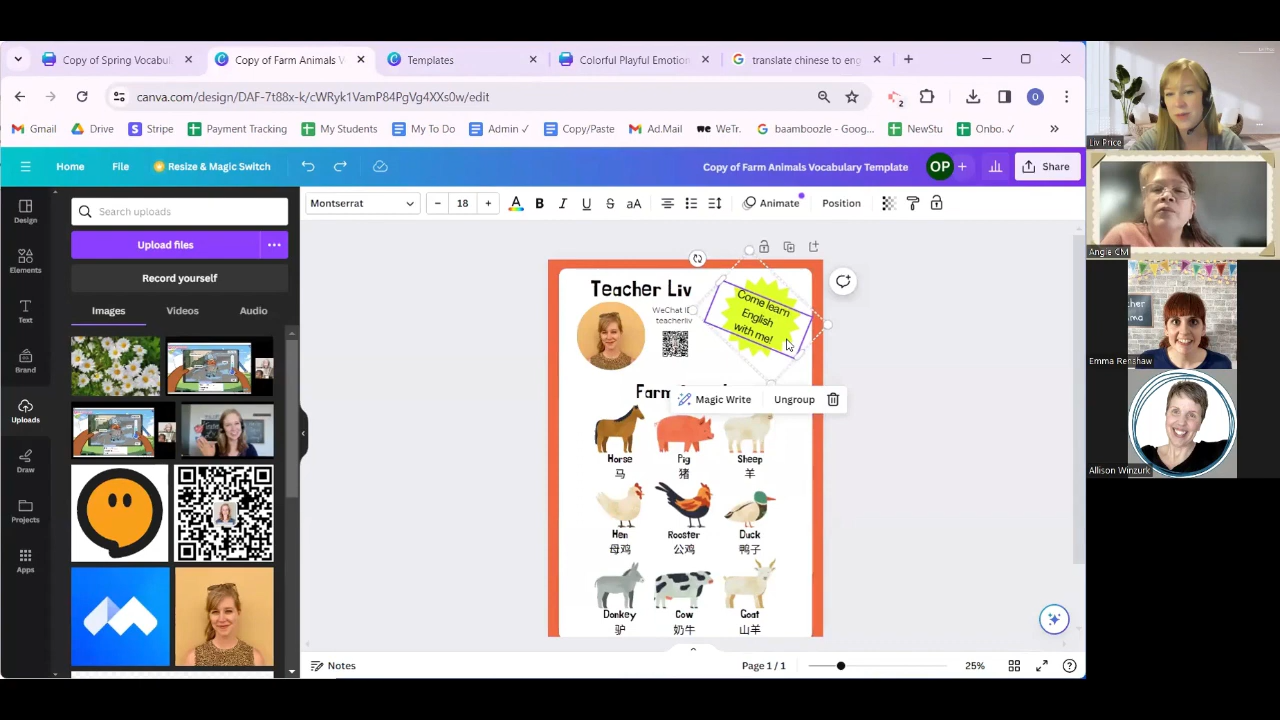 Copy of Spring Vocabul
Copy of Farm Animals V
Templates
Colorful Playful Emotion
translate chinese to eng
canva.com/design/DAF-7t88x-k/cWRyk1VamP84PgVg4XXs0w/edit
2
O
Gmail
Drive
Stripe
Payment Tracking
My Students
My To Do
Admin ✓
Copy/Paste
Ad.Mail
we WeTr.
baamboozle - Goog...
NewStu
Onbo. ✓
Home
File
Resize & Magic Switch
Copy of Farm Animals Vocabulary Template
OP
Share
Design
Elements
Text
Brand
Uploads
Draw
Projects
Apps
Search uploads
Upload files
Record yourself
Images
Videos
Audio
Montserrat
18
A
B
I
U
S
aA
Animate
Position
Teacher Liv
WeChat ID
teacherliv
Come learn
English
with me!
Magic Write
Ungroup
Farm
Horse
Pig
Sheep
马
猪
羊
Hen
Rooster
Duck
母鸡
公鸡
鸭子
Donkey
Cow
Goat
驴
奶牛
山羊
Notes
Page 1 / 1
25%
Liv Price
Angie CM
Emma Renshaw
Allison Winzurk